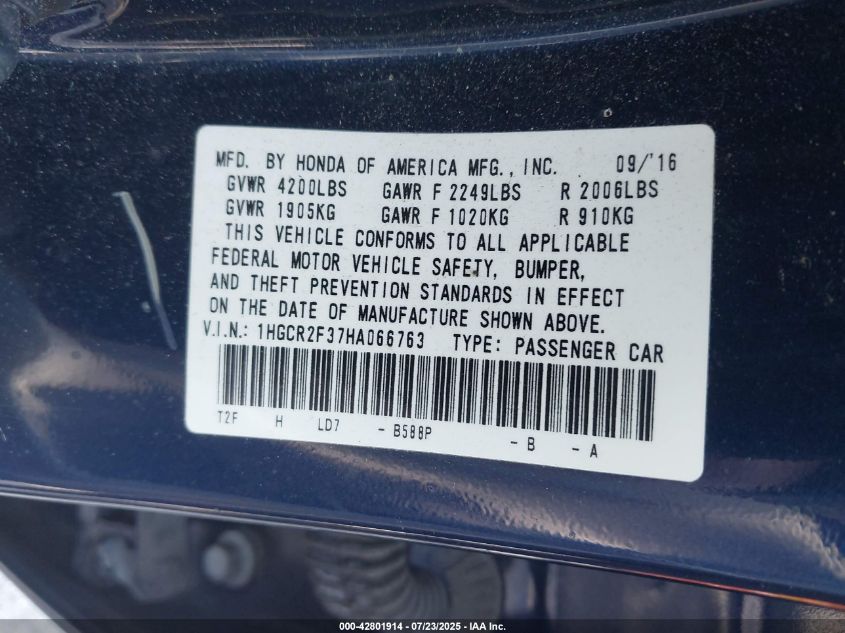 MFD. BY HONDA OF AMERICA MFG., INC. 09/'16
GVWR 4200LBS GAWR F 2249LBS R 2006LBS
GVWR 1905KG GAWR F 1020KG R 910KG
THIS VEHICLE CONFORMS TO ALL APPLICABLE
FEDERAL MOTOR VEHICLE SAFETY, BUMPER,
AND THEFT PREVENTION STANDARDS IN EFFECT
ON THE DATE OF MANUFACTURE SHOWN ABOVE.
V.I.N.: 1HGCR2F37HA066763 TYPE: PASSENGER CAR
T2F H LD7 - B588P - B - A
000-42801914 - 07/23/2025 - IAA Inc.